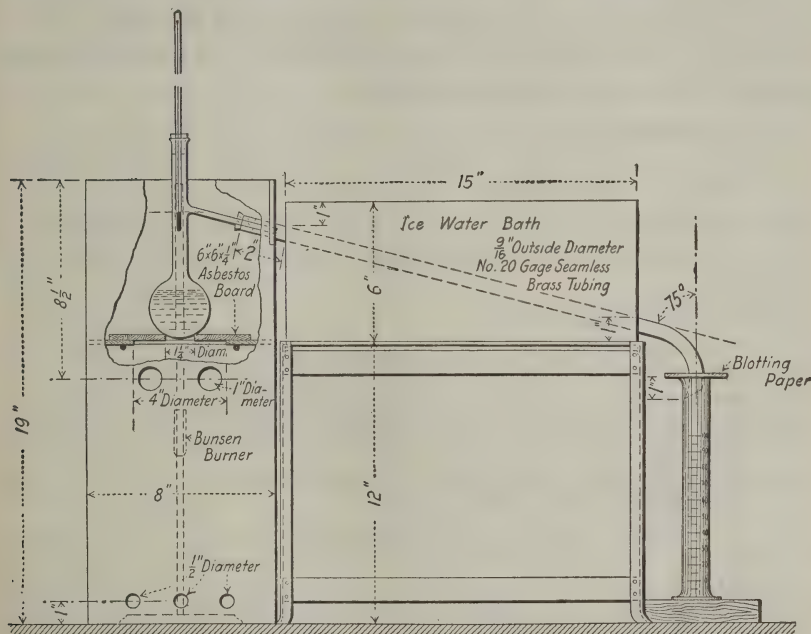 15"
1"
Ice Water Bath
9/16" Outside Diameter
No. 20 Gage Seamless
Brass Tubing
6"
75°
6"x6"x1/4"
2"
Asbestos
Board
8 1/2"
1"
1 1/4" Diam.
Blotting
Paper
1" Dia-
meter
4" Diameter
1"
19"
Bunsen
Burner
8"
12"
1/2" Diameter
1"